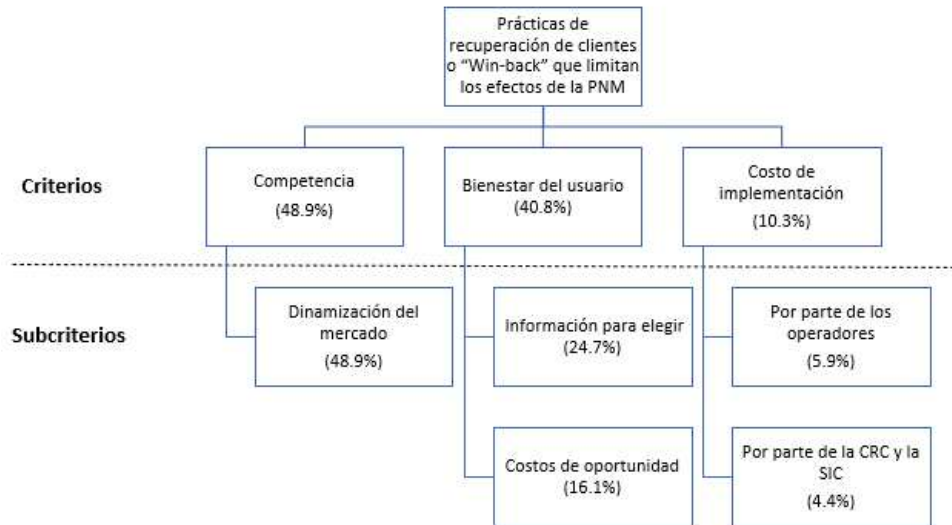 Prácticas de
recuperación de clientes
o “Win-back” que limitan
los efectos de la PNM
Criterios
Competencia
(48.9%)
Bienestar del usuario
(40.8%)
Costo de
implementación
(10.3%)
Subcriterios
Dinamización del
mercado
(48.9%)
Información para elegir
(24.7%)
Por parte de los
operadores
(5.9%)
Costos de oportunidad
(16.1%)
Por parte de la CRC y la
SIC
(4.4%)